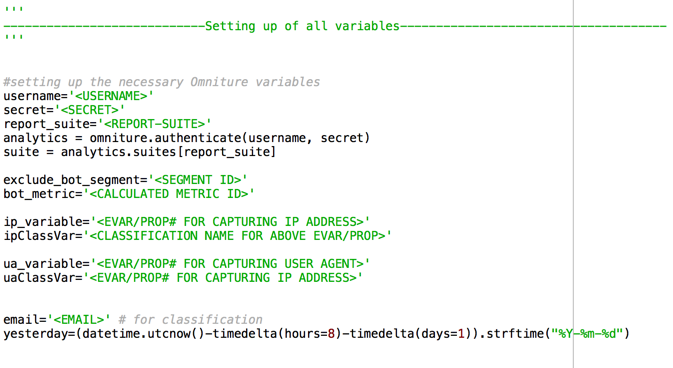 '''
----------------------------Setting up of all variables-------------------------------------
'''
#setting up the necessary Omniture variables
username='<USERNAME>'
secret='<SECRET>'
report_suite='<REPORT-SUITE>'
analytics = omniture.authenticate(username, secret)
suite = analytics.suites[report_suite]
exclude_bot_segment='<SEGMENT ID>'
bot_metric='<CALCULATED METRIC ID>'
ip_variable='<EVAR/PROP# FOR CAPTURING IP ADDRESS>'
ipClassVar='<CLASSIFICATION NAME FOR ABOVE EVAR/PROP>'
ua_variable='<EVAR/PROP# FOR CAPTURING USER AGENT>'
uaClassVar='<EVAR/PROP# FOR CAPTURING IP ADDRESS>'
email='<EMAIL>' # for classification
yesterday=(datetime.utcnow()-timedelta(hours=8)-timedelta(days=1)).strftime("%Y-%m-%d")